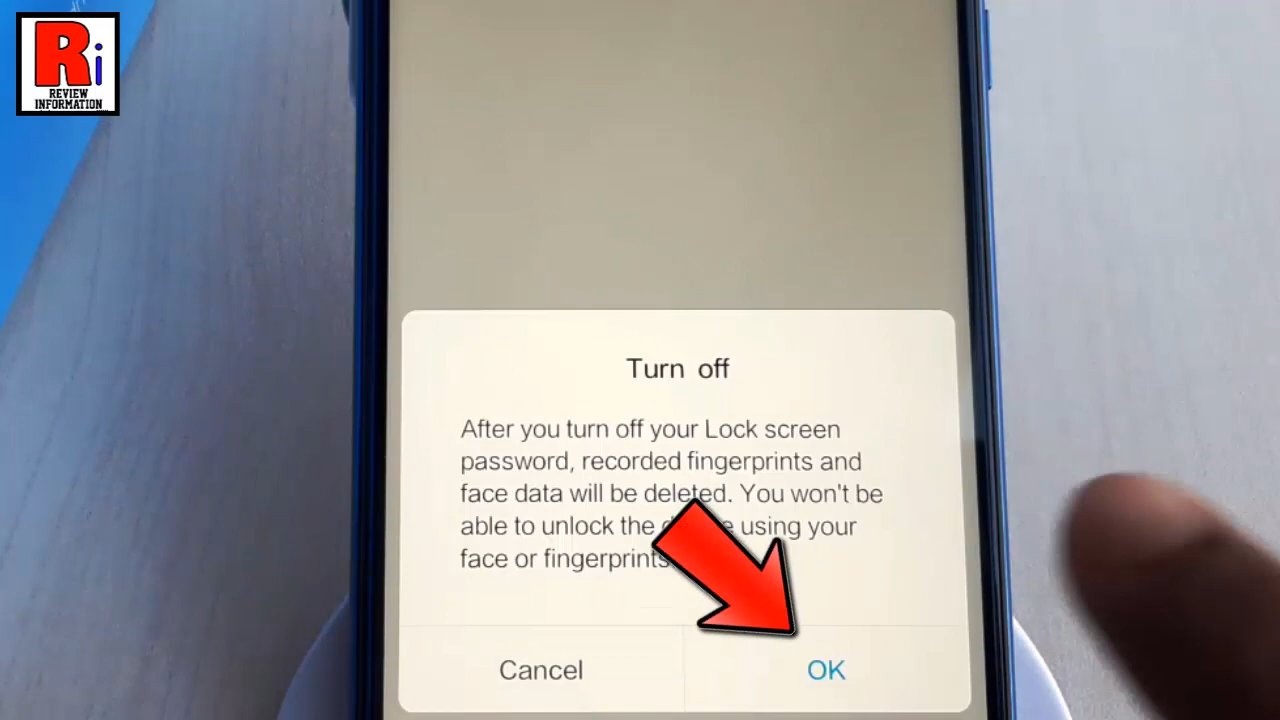 Ri
REVIEW
INFORMATION
Turn off
After you turn off your Lock screen
password, recorded fingerprints and
face data will be deleted. You won't be
able to unlock the using your
face or fingerprints
Cancel
OK